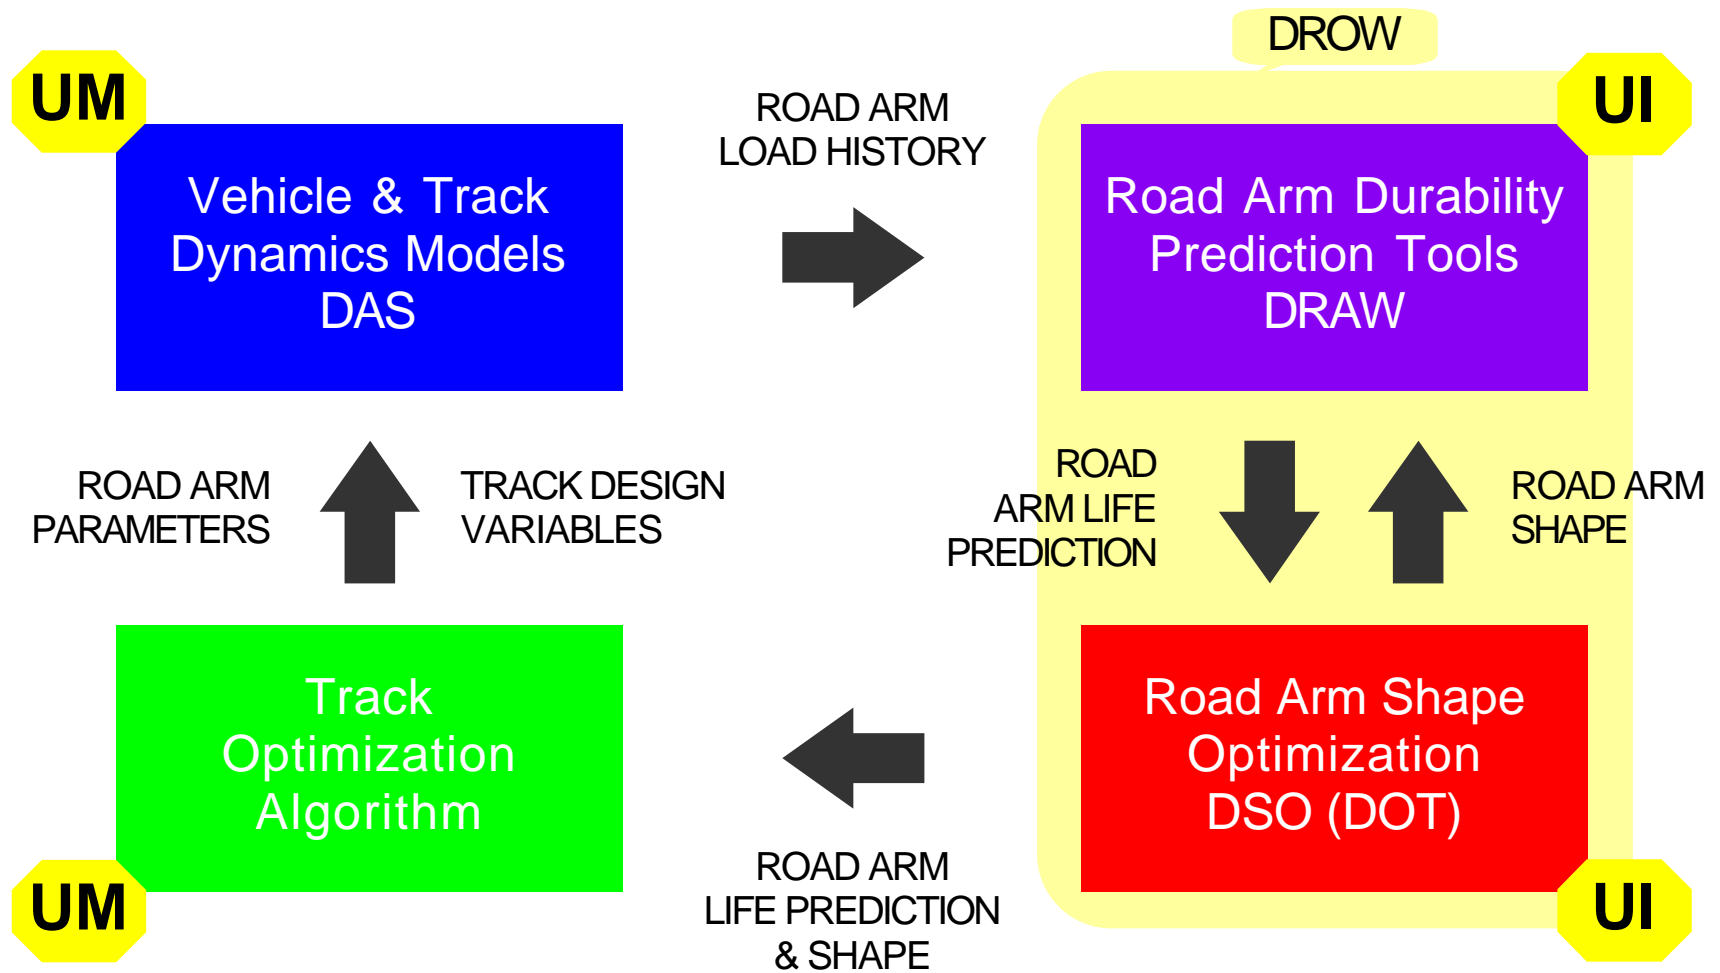 DROW
UM
UI
ROAD ARM
LOAD HISTORY
Vehicle & Track
Dynamics Models
DAS
Road Arm Durability
Prediction Tools
DRAW
ROAD ARM
PARAMETERS
TRACK DESIGN
VARIABLES
ROAD
ARM LIFE
PREDICTION
ROAD ARM
SHAPE
Track
Optimization
Algorithm
Road Arm Shape
Optimization
DSO (DOT)
UM
ROAD ARM
LIFE PREDICTION
& SHAPE
UI